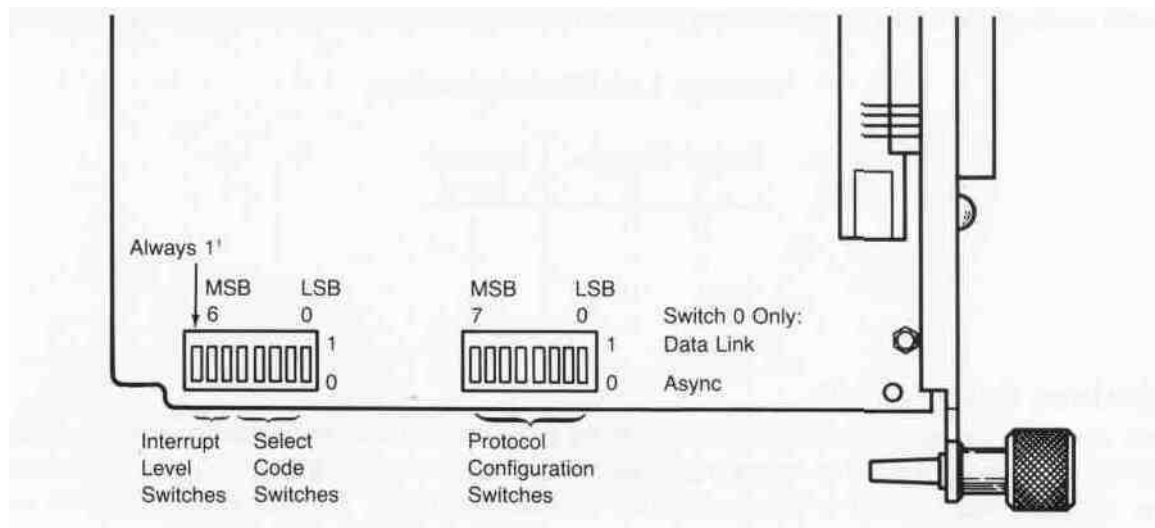 Always 1¹
MSB LSB
6 0
1
0
MSB LSB
7 0
1
0
Switch 0 Only:
Data Link
Async
Interrupt
Level
Switches
Select
Code
Switches
Protocol
Configuration
Switches